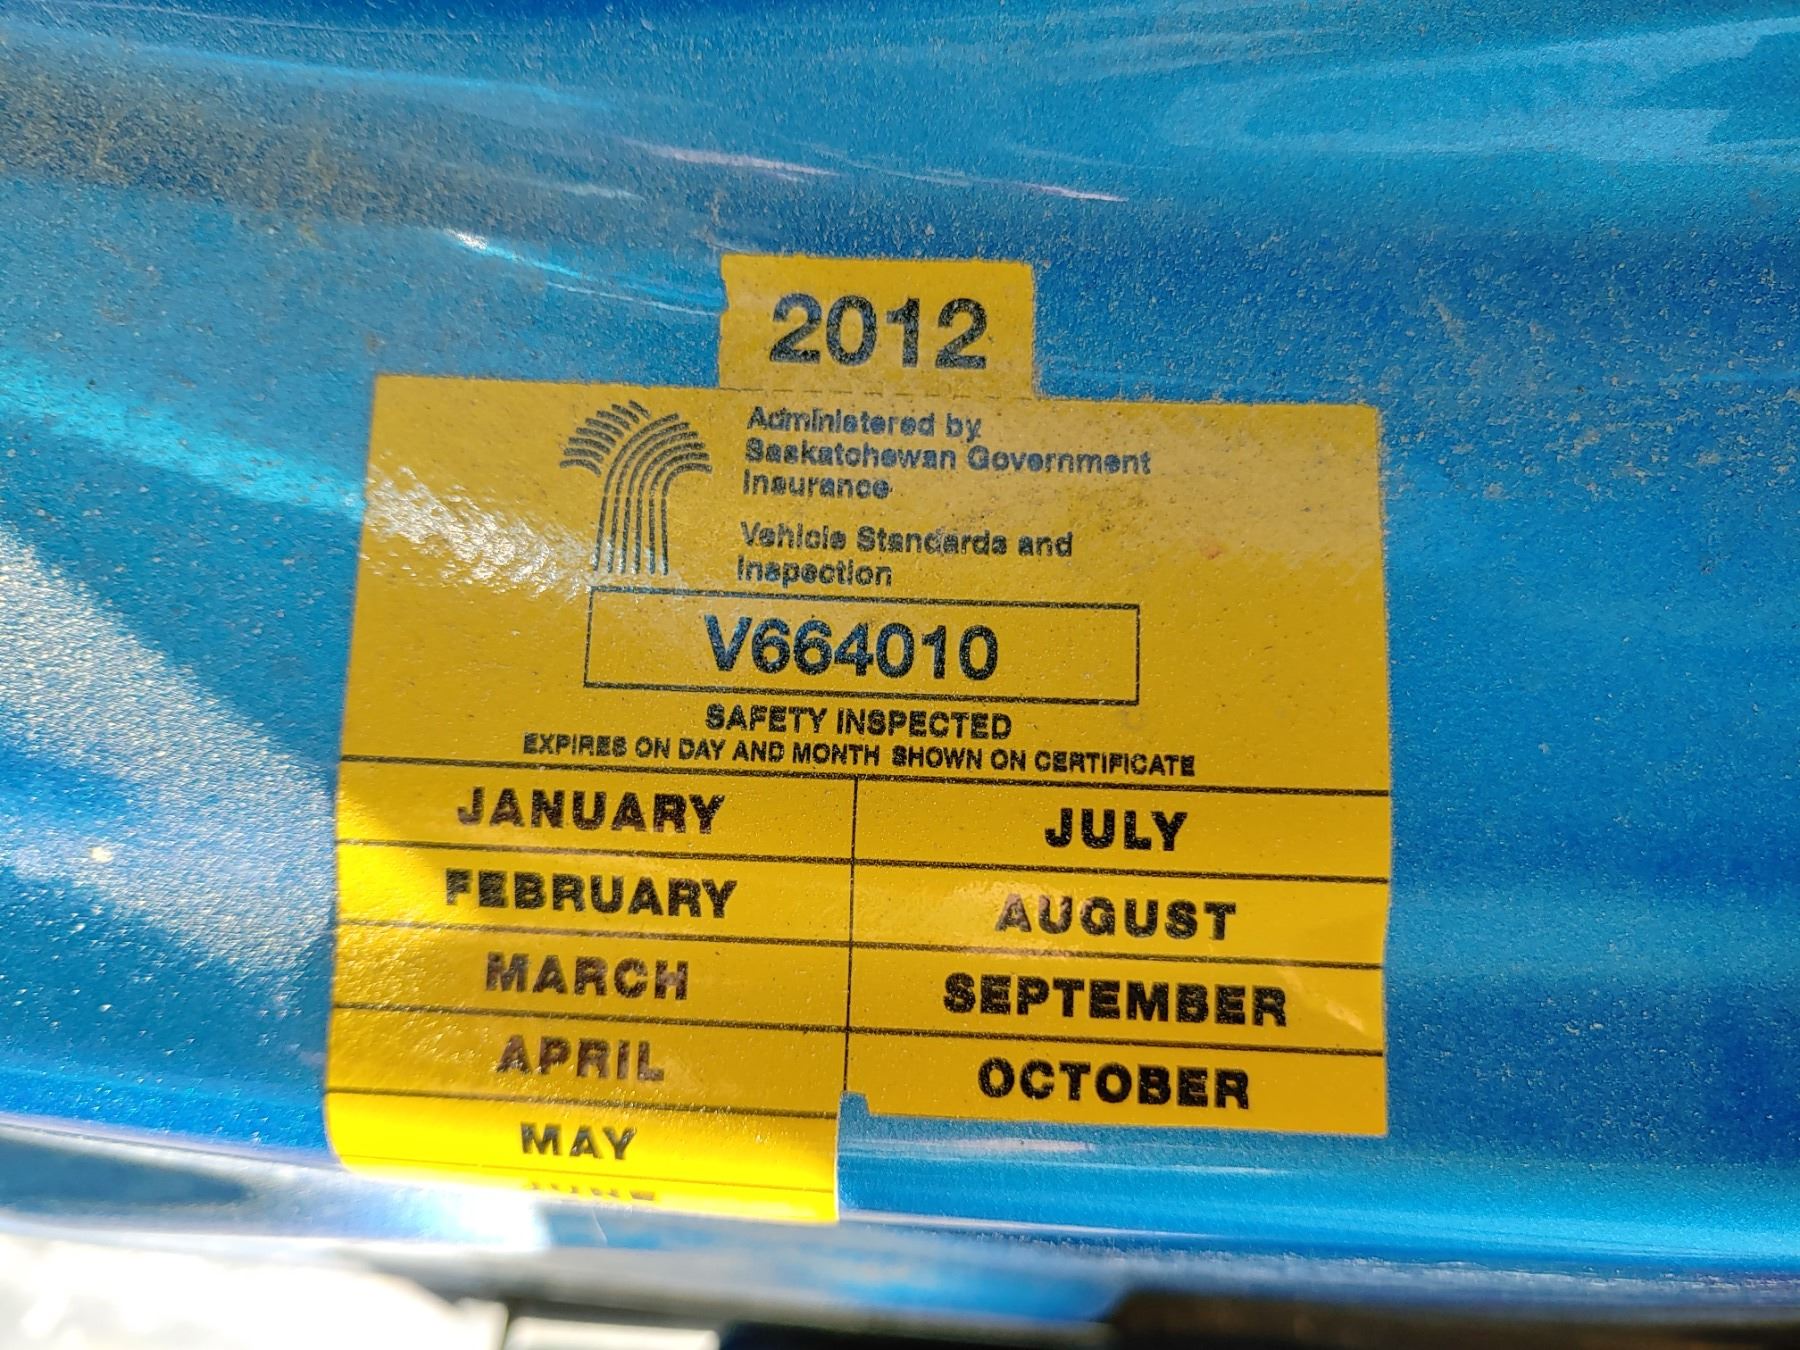 2012
Administered by
Saskatchewan Government
Insurance
Vehicle Standards and
Inspection
V664010
SAFETY INSPECTED
EXPIRES ON DAY AND MONTH SHOWN ON CERTIFICATE
JANUARY
JULY
FEBRUARY
AUGUST
MARCH
SEPTEMBER
APRIL
OCTOBER
MAY
JUNE